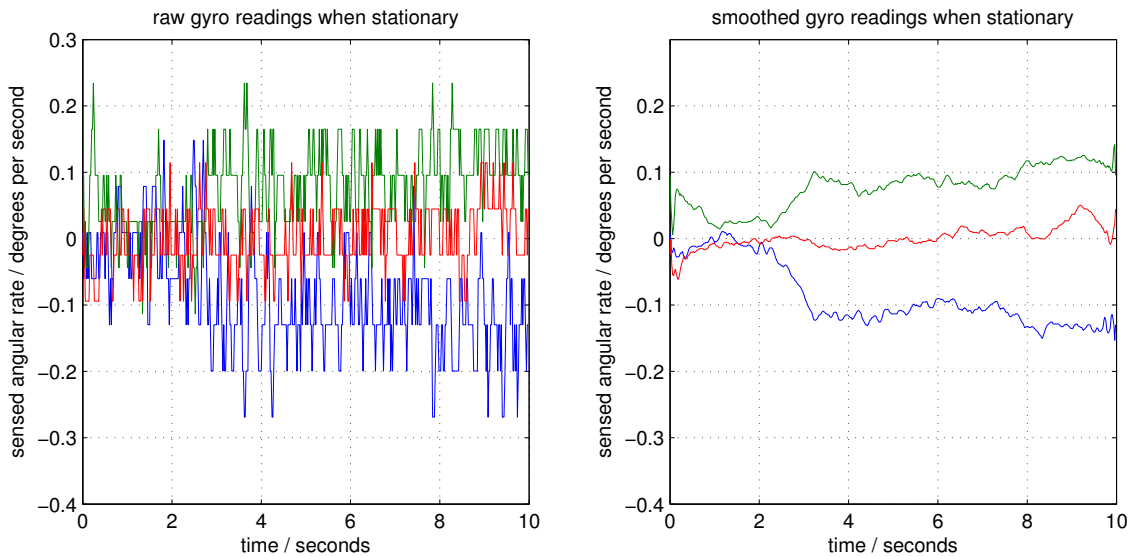 raw gyro readings when stationary
sensed angular rate / degrees per second
0.3
0.2
0.1
0
−0.1
−0.2
−0.3
−0.4
0 2 4 6 8 10
time / seconds
smoothed gyro readings when stationary
sensed angular rate / degrees per second
0.2
0.1
0
−0.1
−0.2
−0.3
−0.4
0 2 4 6 8 10
time / seconds